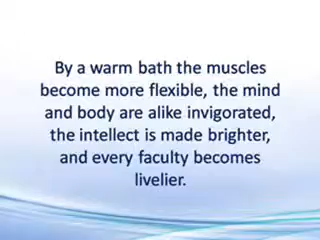 By a warm bath the muscles
become more flexible, the mind
and body are alike invigorated,
the intellect is made brighter,
and every faculty becomes
livelier.